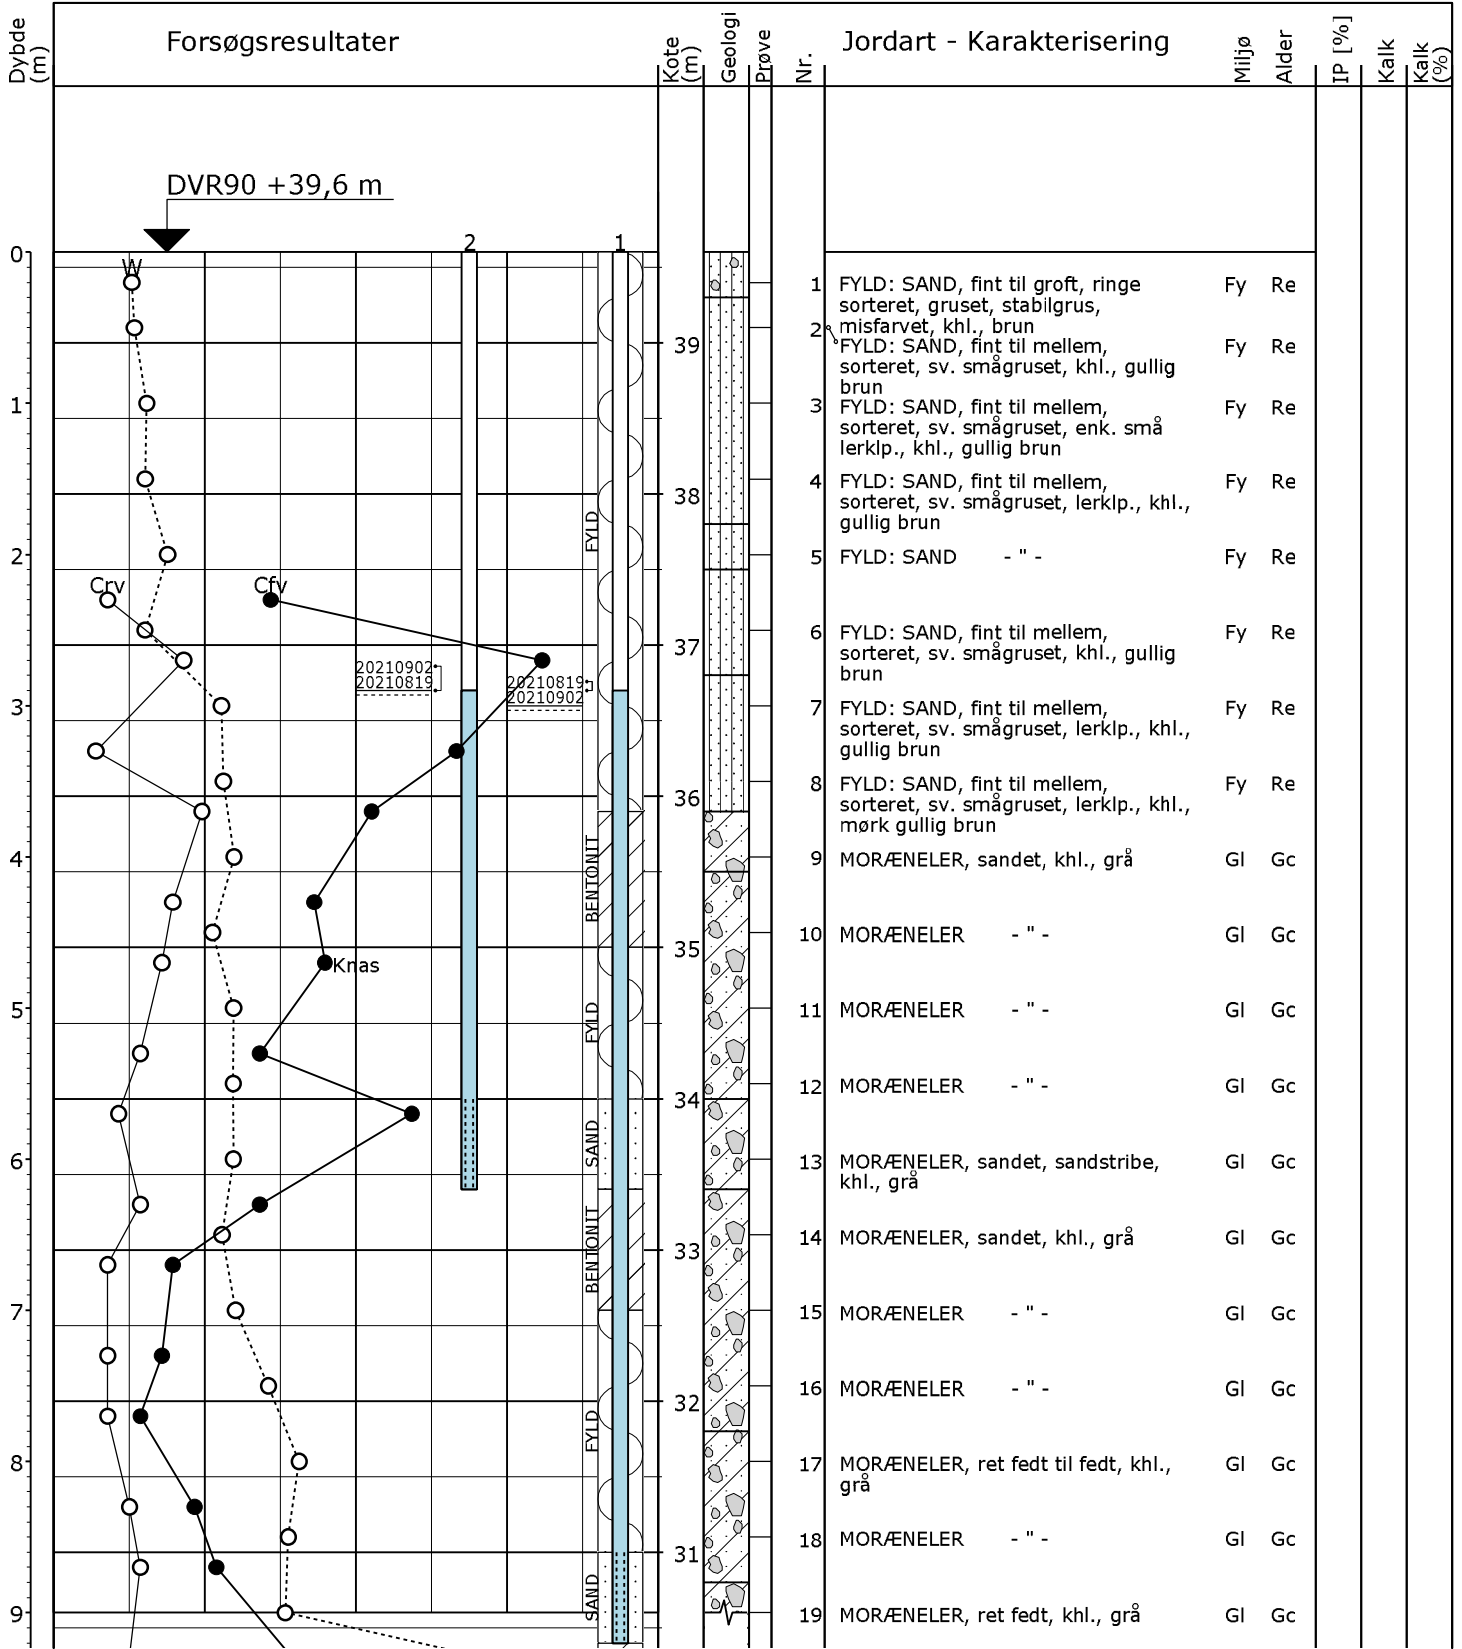 Dybde (m)
Forsøgsresultater
Kote (m)
Geologi
Prøve
Nr.
Jordart - Karakterisering
Miljø
Alder
IP [%]
Kalk
Kalk (%)
DVR90 +39,6 m
0
1
2
3
4
5
6
7
8
9
W
Crv
Cfv
Knas
2
1
20210902
20210819
20210819
20210902
FYLD
BENTONIT
FYLD
SAND
BENTONIT
FYLD
SAND
39
38
37
36
35
34
33
32
31
1 FYLD: SAND, fint til groft, ringe Fy Re
sorteret, gruset, stabilgrus,
misfarvet, khl., brun
2 FYLD: SAND, fint til mellem, Fy Re
sorteret, sv. smågruset, khl., gullig
brun
3 FYLD: SAND, fint til mellem, Fy Re
sorteret, sv. smågruset, enk. små
lerklp., khl., gullig brun
4 FYLD: SAND, fint til mellem, Fy Re
sorteret, sv. smågruset, lerklp., khl.,
gullig brun
5 FYLD: SAND - " - Fy Re
6 FYLD: SAND, fint til mellem, Fy Re
sorteret, sv. smågruset, khl., gullig
brun
7 FYLD: SAND, fint til mellem, Fy Re
sorteret, sv. smågruset, lerklp., khl.,
gullig brun
8 FYLD: SAND, fint til mellem, Fy Re
sorteret, sv. smågruset, lerklp., khl.,
mørk gullig brun
9 MORÆNELER, sandet, khl., grå Gl Gc
10 MORÆNELER - " - Gl Gc
11 MORÆNELER - " - Gl Gc
12 MORÆNELER - " - Gl Gc
13 MORÆNELER, sandet, sandstribe, Gl Gc
khl., grå
14 MORÆNELER, sandet, khl., grå Gl Gc
15 MORÆNELER - " - Gl Gc
16 MORÆNELER - " - Gl Gc
17 MORÆNELER, ret fedt til fedt, khl., Gl Gc
grå
18 MORÆNELER - " - Gl Gc
19 MORÆNELER, ret fedt, khl., grå Gl Gc